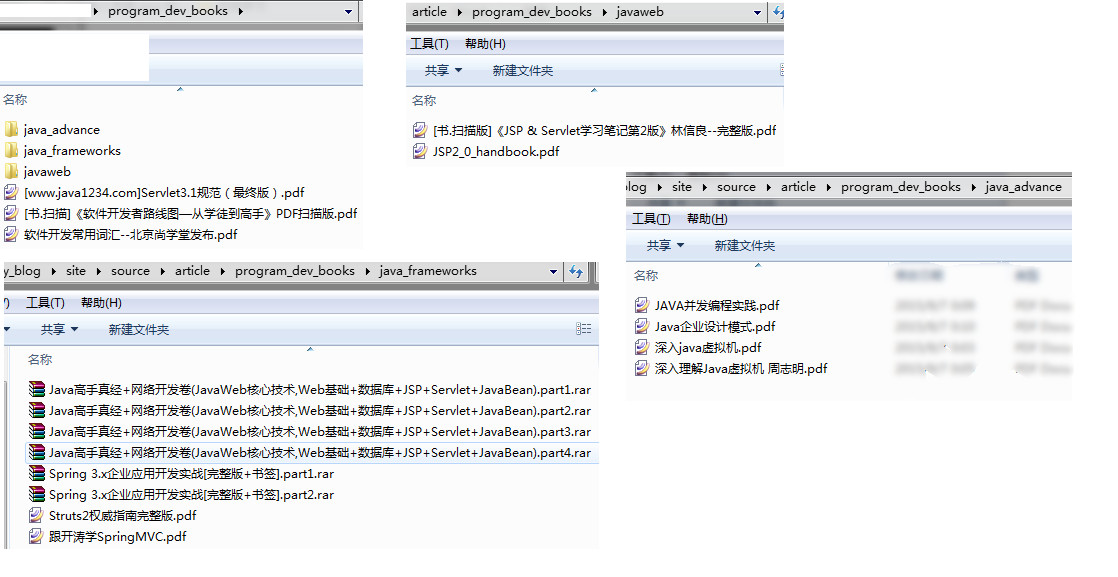 program_dev_books
名称
java_advance
java_frameworks
javaweb
[www.java1234.com]Servlet3.1规范（最终版）.pdf
[书.扫描]《软件开发者路线图—从学徒到高手》PDF扫描版.pdf
软件开发常用词汇--北京尚学堂发布.pdf
article program_dev_books javaweb
工具(T) 帮助(H)
共享 新建文件夹
名称
[书.扫描版]《JSP & Servlet学习笔记第2版》林信良--完整版.pdf
JSP2_0_handbook.pdf
log site source article program_dev_books java_advance
工具(T) 帮助(H)
共享 新建文件夹
名称
JAVA并发编程实践.pdf
Java企业设计模式.pdf
深入java虚拟机.pdf
深入理解Java虚拟机 周志明.pdf
y_blog site source article program_dev_books java_frameworks
工具(T) 帮助(H)
共享 新建文件夹
名称
Java高手真经+网络开发卷(JavaWeb核心技术,Web基础+数据库+JSP+Servlet+JavaBean).part1.rar
Java高手真经+网络开发卷(JavaWeb核心技术,Web基础+数据库+JSP+Servlet+JavaBean).part2.rar
Java高手真经+网络开发卷(JavaWeb核心技术,Web基础+数据库+JSP+Servlet+JavaBean).part3.rar
Java高手真经+网络开发卷(JavaWeb核心技术,Web基础+数据库+JSP+Servlet+JavaBean).part4.rar
Spring 3.x企业应用开发实战[完整版+书签].part1.rar
Spring 3.x企业应用开发实战[完整版+书签].part2.rar
Struts2权威指南完整版.pdf
跟开涛学SpringMVC.pdf